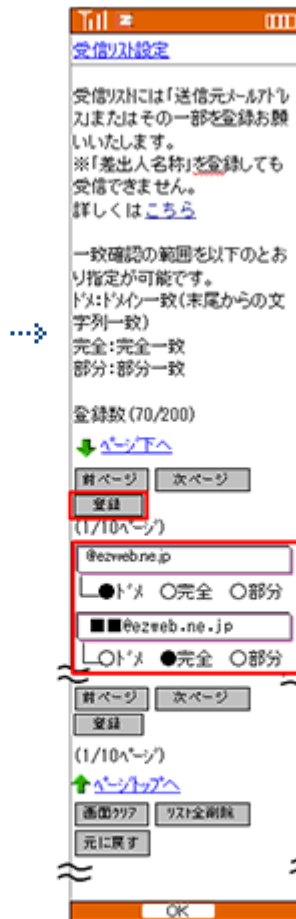 受信ﾘｽﾄ設定
受信ﾘｽﾄには「送信元ﾒｰﾙｱﾄﾞﾚ
ｽ」またはその一部を登録お願
いいたします。
※「差出人名称」を登録しても
受信できません。
詳しくはこちら
一致確認の範囲を以下のとお
り指定が可能です。
ﾄﾞﾒ:ﾄﾞﾒｲﾝ一致(末尾からの文
字列一致)
完全:完全一致
部分:部分一致
登録数(70/200)
ﾍﾟｰｼﾞ下へ
前ページ 次ページ
登録
(1/10ﾍﾟｰｼﾞ)
@ezweb.ne.jp
●ﾄﾞﾒ ○完全 ○部分
■■@ezweb.ne.jp
○ﾄﾞﾒ ●完全 ○部分
前ページ 次ページ
登録
(1/10ﾍﾟｰｼﾞ)
ﾍﾟｰｼﾞﾄｯﾌﾟへ
画面ｸﾘｱ ﾘｽﾄ全削除
元に戻す
OK